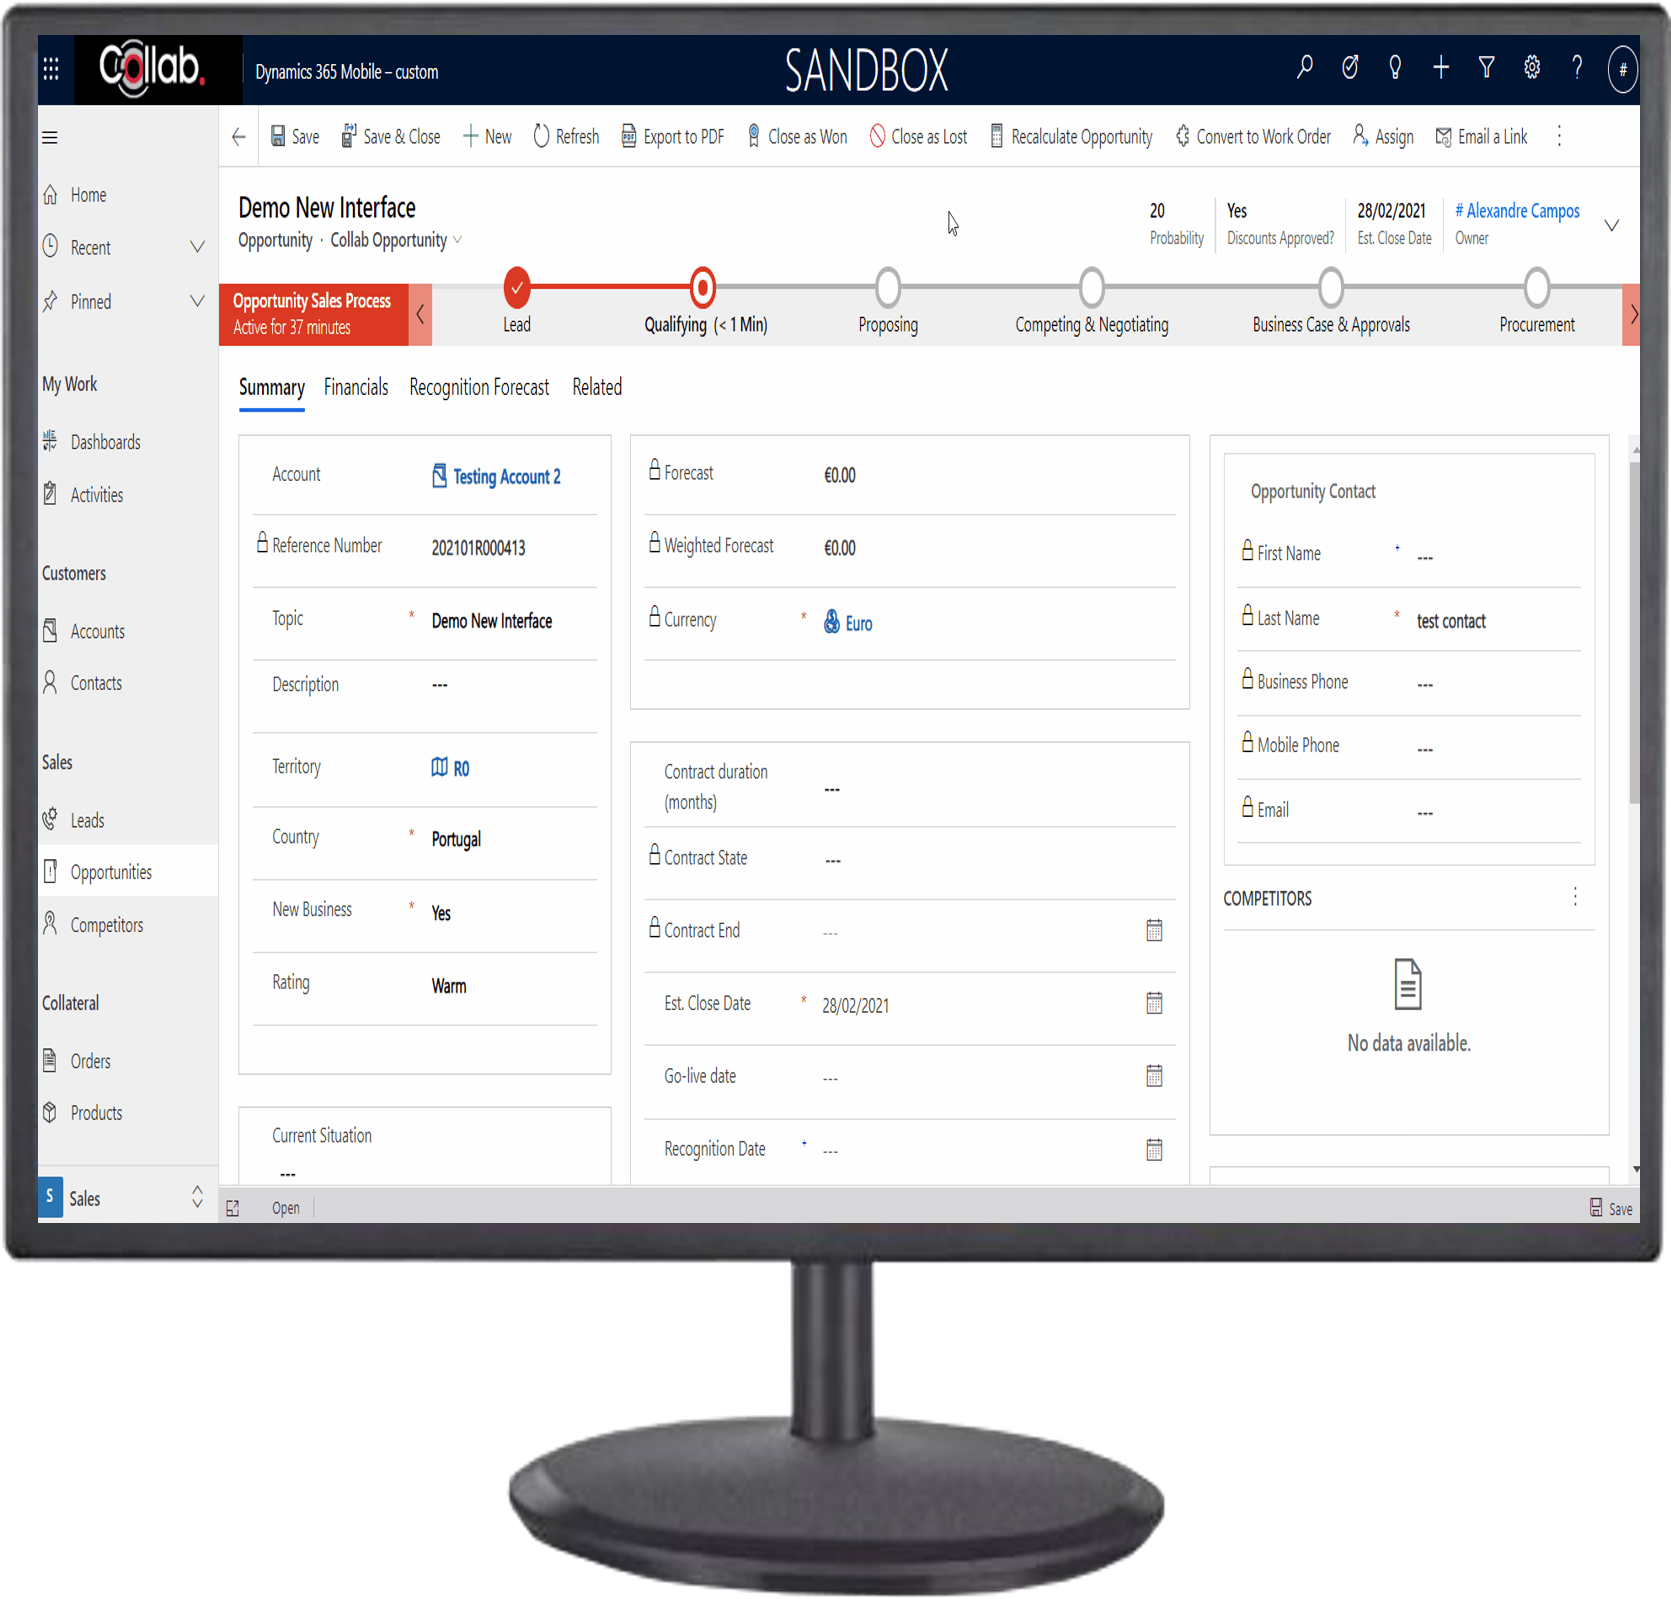 Collab.
Dynamics 365 Mobile – custom
SANDBOX
?
#
Save
Save & Close
New
Refresh
Export to PDF
Close as Won
Close as Lost
Recalculate Opportunity
Convert to Work Order
Assign
Email a Link
Home
Recent
Pinned
My Work
Dashboards
Activities
Customers
Accounts
Contacts
Sales
Leads
Opportunities
Competitors
Collateral
Orders
Products
S Sales
Demo New Interface
Opportunity · Collab Opportunity
20
Probability
Yes
Discounts Approved?
28/02/2021
Est. Close Date
# Alexandre Campos
Owner
Opportunity Sales Process
Active for 37 minutes
Lead
Qualifying (< 1 Min)
Proposing
Competing & Negotiating
Business Case & Approvals
Procurement
Summary Financials Recognition Forecast Related
Account Testing Account 2
Reference Number 202101R000413
Topic * Demo New Interface
Description ---
Territory R0
Country * Portugal
New Business * Yes
Rating Warm
Current Situation
---
Forecast €0.00
Weighted Forecast €0.00
Currency * Euro
Contract duration
(months) ---
Contract State ---
Contract End ---
Est. Close Date * 28/02/2021
Go-live date ---
Recognition Date + ---
Opportunity Contact
First Name + ---
Last Name * test contact
Business Phone ---
Mobile Phone ---
Email ---
COMPETITORS
No data available.
Open
Save